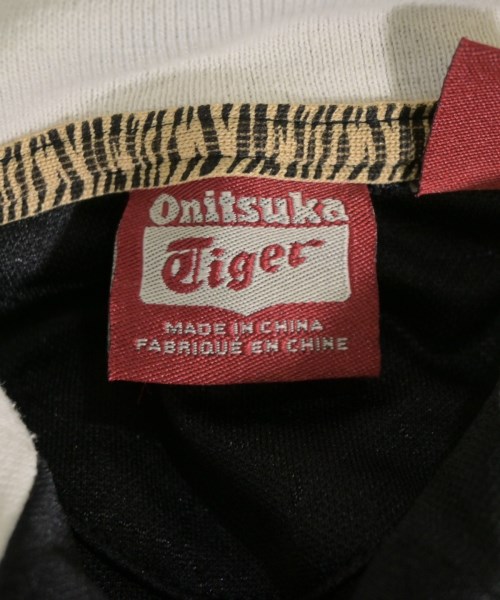 Onitsuka
Tiger
MADE IN CHINA
FABRIQUÉ EN CHINE